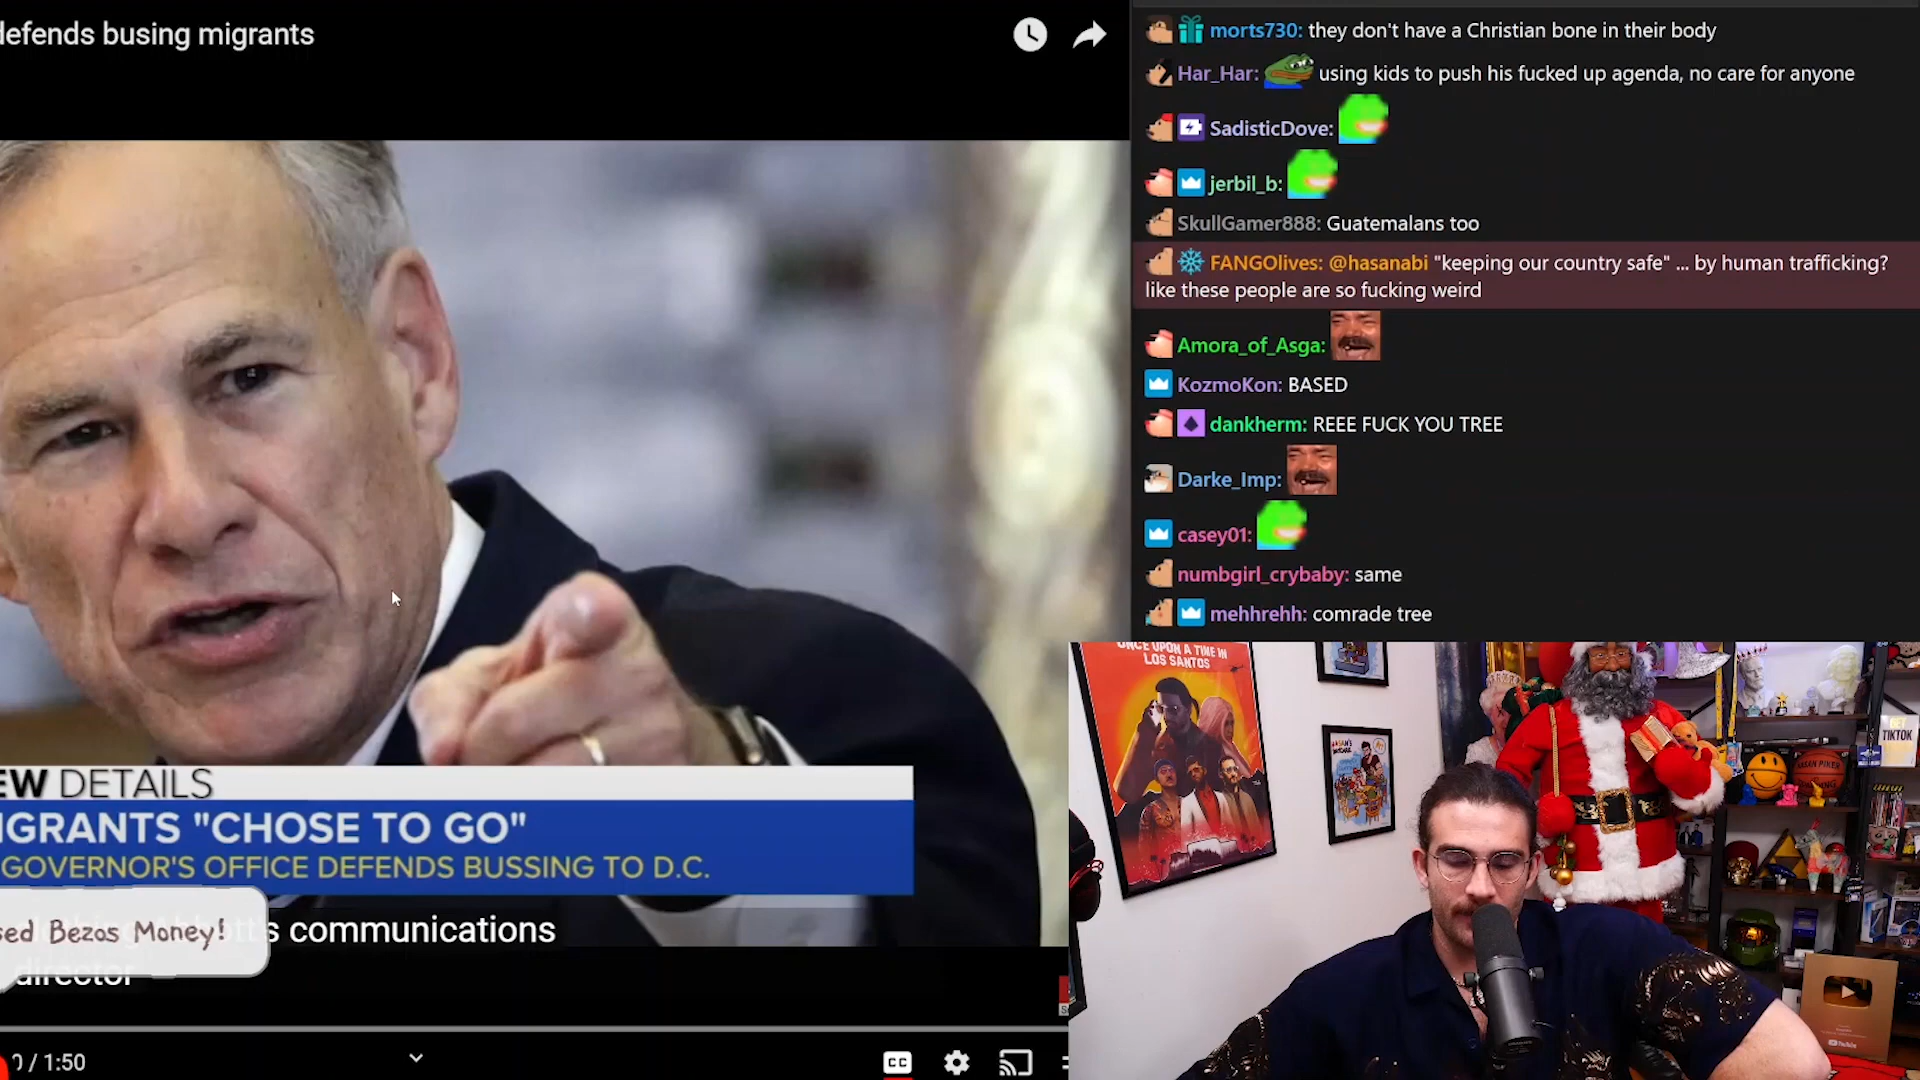 defends busing migrants
EW DETAILS
IGRANTS "CHOSE TO GO"
GOVERNOR'S OFFICE DEFENDS BUSSING TO D.C.
sed Bezos Money!
's communications
director
0 / 1:50
CC
morts730: they don't have a Christian bone in their body
Har_Har: using kids to push his fucked up agenda, no care for anyone
SadisticDove:
jerbil_b:
SkullGamer888: Guatemalans too
FANGOlives: @hasanabi "keeping our country safe" ... by human trafficking?
like these people are so fucking weird
Amora_of_Asga:
KozmoKon: BASED
dankherm: REEE FUCK YOU TREE
Darke_Imp:
casey01:
numbgirl_crybaby: same
mehhrehh: comrade tree
ONCE UPON A TIME IN
LOS SANTOS
TIKTOK